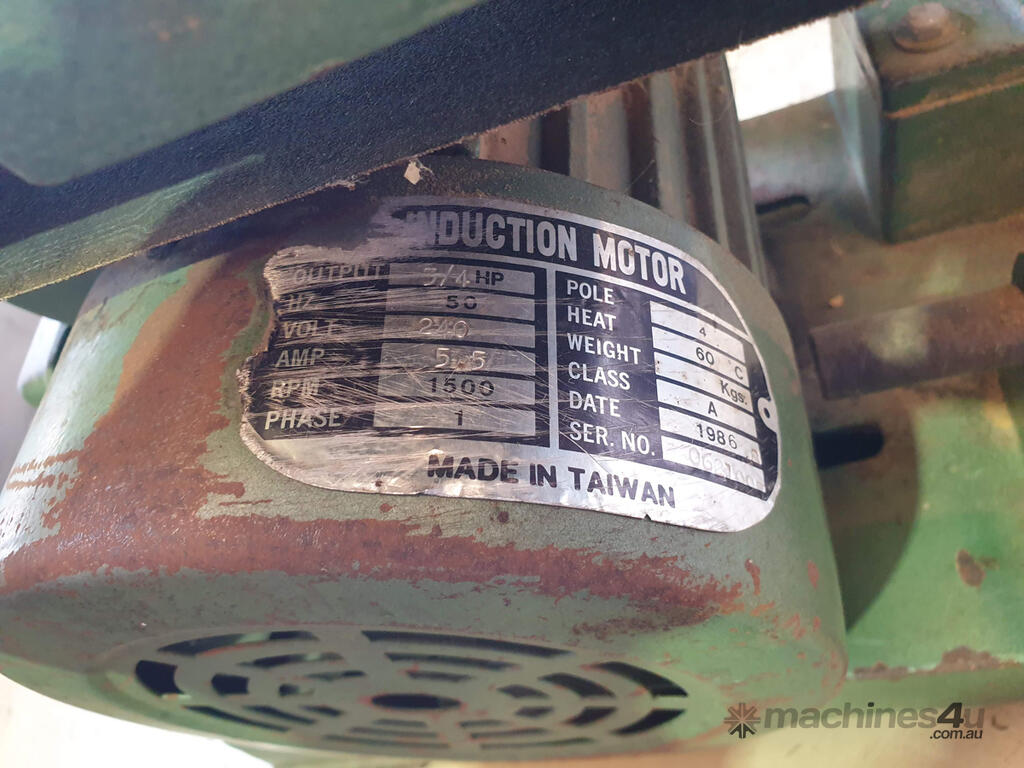 INDUCTION MOTOR
OUTPUT 3/4 HP
HZ 50
VOLT 240
AMP 5.5
RPM 1500
PHASE 1
POLE 4
HEAT 60 C
WEIGHT Kgs.
CLASS A
DATE 1986
SER. NO.
MADE IN TAIWAN
machines4u
.com.au